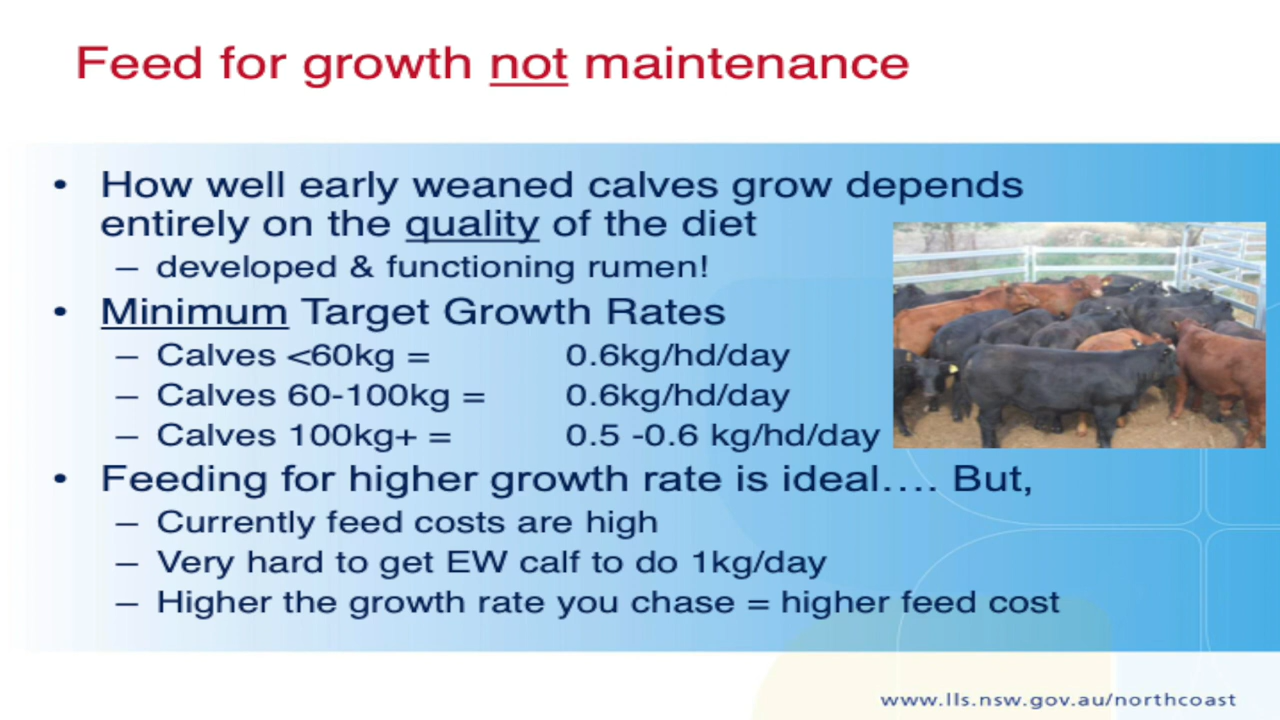 Feed for growth not maintenance
• How well early weaned calves grow depends
entirely on the quality of the diet
– developed & functioning rumen!
• Minimum Target Growth Rates
– Calves <60kg = 0.6kg/hd/day
– Calves 60-100kg = 0.6kg/hd/day
– Calves 100kg+ = 0.5 -0.6 kg/hd/day
• Feeding for higher growth rate is ideal…. But,
– Currently feed costs are high
– Very hard to get EW calf to do 1kg/day
– Higher the growth rate you chase = higher feed cost
www.lls.nsw.gov.au/northcoast